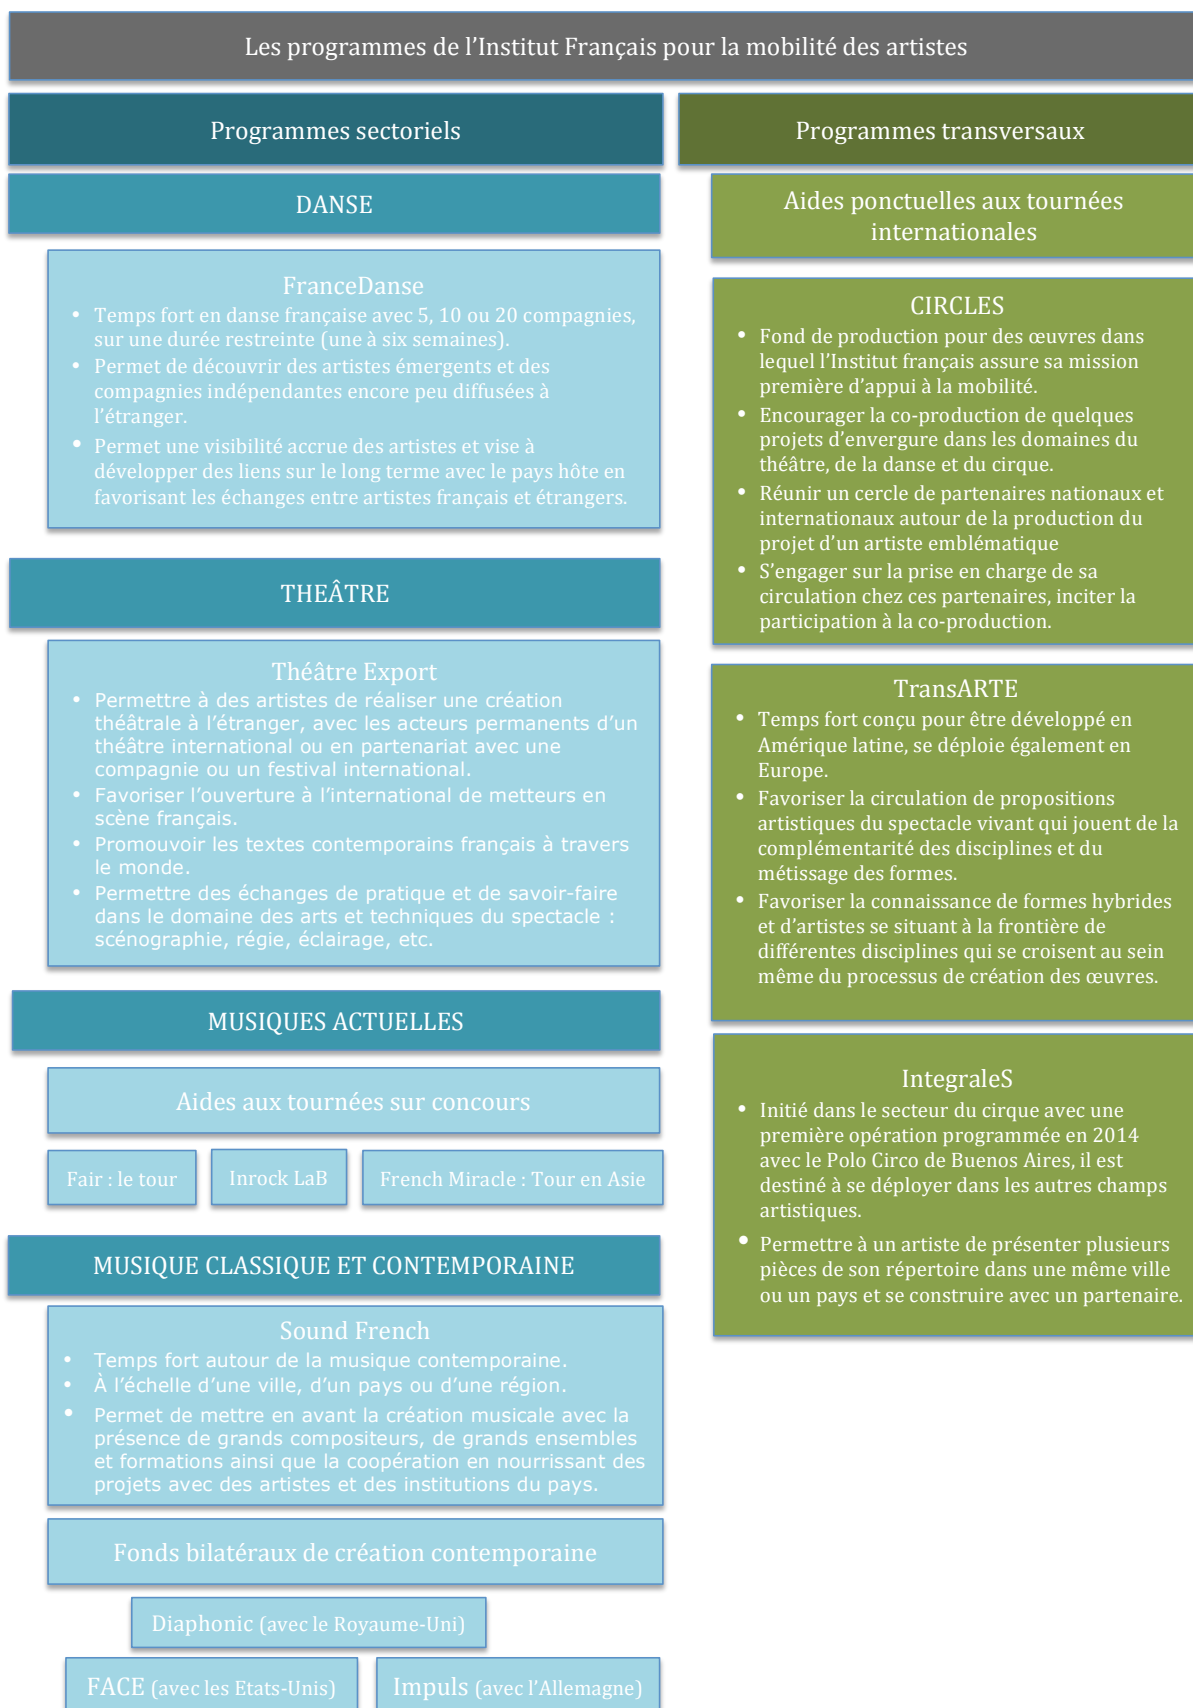 Les programmes de l’Institut Français pour la mobilité des artistes
Programmes sectoriels
DANSE
FranceDanse
• Temps fort en danse française avec 5, 10 ou 20 compagnies,
sur une durée restreinte (une à six semaines).
• Permet de découvrir des artistes émergents et des
compagnies indépendantes encore peu diffusées à
l’étranger.
• Permet une visibilité accrue des artistes et vise à
développer des liens sur le long terme avec le pays hôte en
favorisant les échanges entre artistes français et étrangers.
THEÂTRE
Théâtre Export
• Permettre à des artistes de réaliser une création
théâtrale à l’étranger, avec les acteurs permanents d’un
théâtre international ou en partenariat avec une
compagnie ou un festival international.
• Favoriser l’ouverture à l’international de metteurs en
scène français.
• Promouvoir les textes contemporains français à travers
le monde.
• Permettre des échanges de pratique et de savoir-faire
dans le domaine des arts et techniques du spectacle :
scénographie, régie, éclairage, etc.
MUSIQUES ACTUELLES
Aides aux tournées sur concours
Fair : le tour
Inrock LaB
French Miracle : Tour en Asie
MUSIQUE CLASSIQUE ET CONTEMPORAINE
Sound French
• Temps fort autour de la musique contemporaine.
• À l’échelle d’une ville, d’un pays ou d’une région.
• Permet de mettre en avant la création musicale avec la
présence de grands compositeurs, de grands ensembles
et formations ainsi que la coopération en nourrissant des
projets avec des artistes et des institutions du pays.
Fonds bilatéraux de création contemporaine
Diaphonic (avec le Royaume-Uni)
FACE (avec les Etats-Unis)
Impuls (avec l’Allemagne)
Programmes transversaux
Aides ponctuelles aux tournées
internationales
CIRCLES
• Fond de production pour des œuvres dans
lequel l’Institut français assure sa mission
première d’appui à la mobilité.
• Encourager la co-production de quelques
projets d’envergure dans les domaines du
théâtre, de la danse et du cirque.
• Réunir un cercle de partenaires nationaux et
internationaux autour de la production du
projet d’un artiste emblématique
• S’engager sur la prise en charge de sa
circulation chez ces partenaires, inciter la
participation à la co-production.
TransARTE
• Temps fort conçu pour être développé en
Amérique latine, se déploie également en
Europe.
• Favoriser la circulation de propositions
artistiques du spectacle vivant qui jouent de la
complémentarité des disciplines et du
métissage des formes.
• Favoriser la connaissance de formes hybrides
et d’artistes se situant à la frontière de
différentes disciplines qui se croisent au sein
même du processus de création des œuvres.
IntegraleS
• Initié dans le secteur du cirque avec une
première opération programmée en 2014
avec le Polo Circo de Buenos Aires, il est
destiné à se déployer dans les autres champs
artistiques.
• Permettre à un artiste de présenter plusieurs
pièces de son répertoire dans une même ville
ou un pays et se construire avec un partenaire.